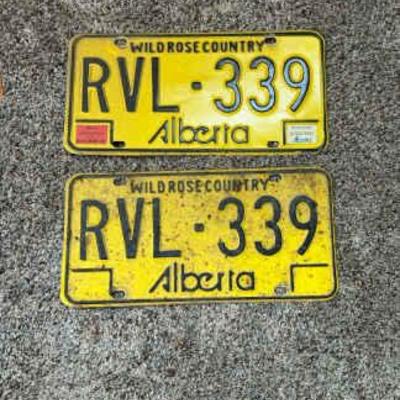 WILD ROSE COUNTRY
RVL-339
Alberta
WILD ROSE COUNTRY
RVL-339
Alberta